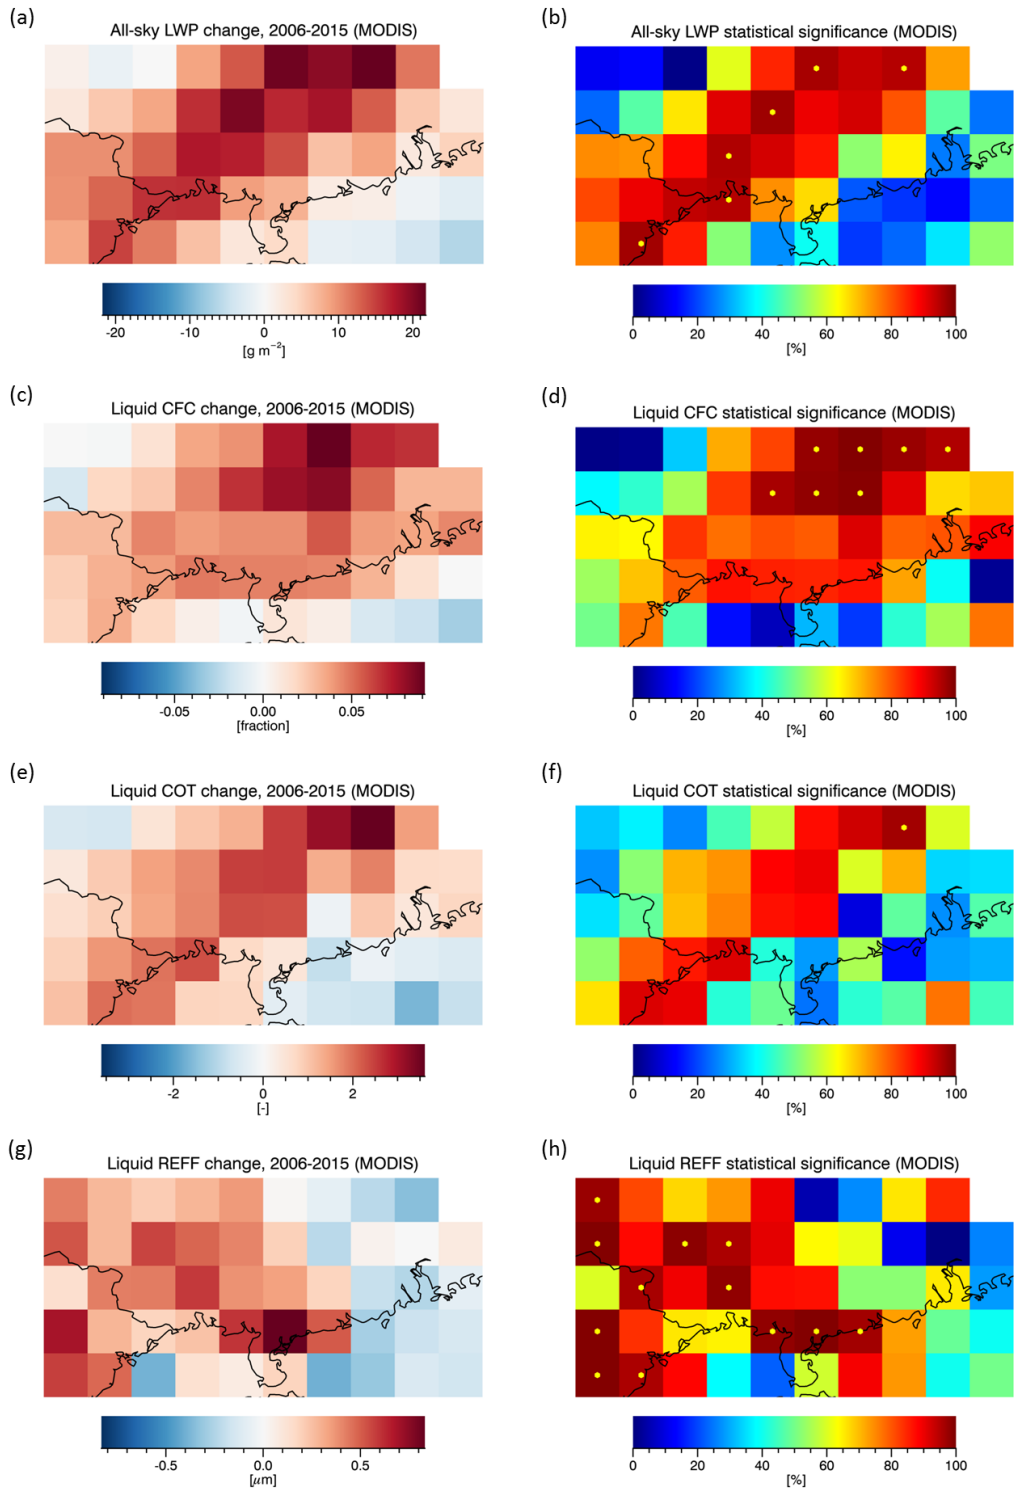 (a)
All-sky LWP change, 2006-2015 (MODIS)
-20 -10 0 10 20
[g m⁻²]
(b)
All-sky LWP statistical significance (MODIS)
0 20 40 60 80 100
[%]
(c)
Liquid CFC change, 2006-2015 (MODIS)
-0.05 0.00 0.05
[fraction]
(d)
Liquid CFC statistical significance (MODIS)
0 20 40 60 80 100
[%]
(e)
Liquid COT change, 2006-2015 (MODIS)
-2 0 2
[-]
(f)
Liquid COT statistical significance (MODIS)
0 20 40 60 80 100
[%]
(g)
Liquid REFF change, 2006-2015 (MODIS)
-0.5 0.0 0.5
[μm]
(h)
Liquid REFF statistical significance (MODIS)
0 20 40 60 80 100
[%]